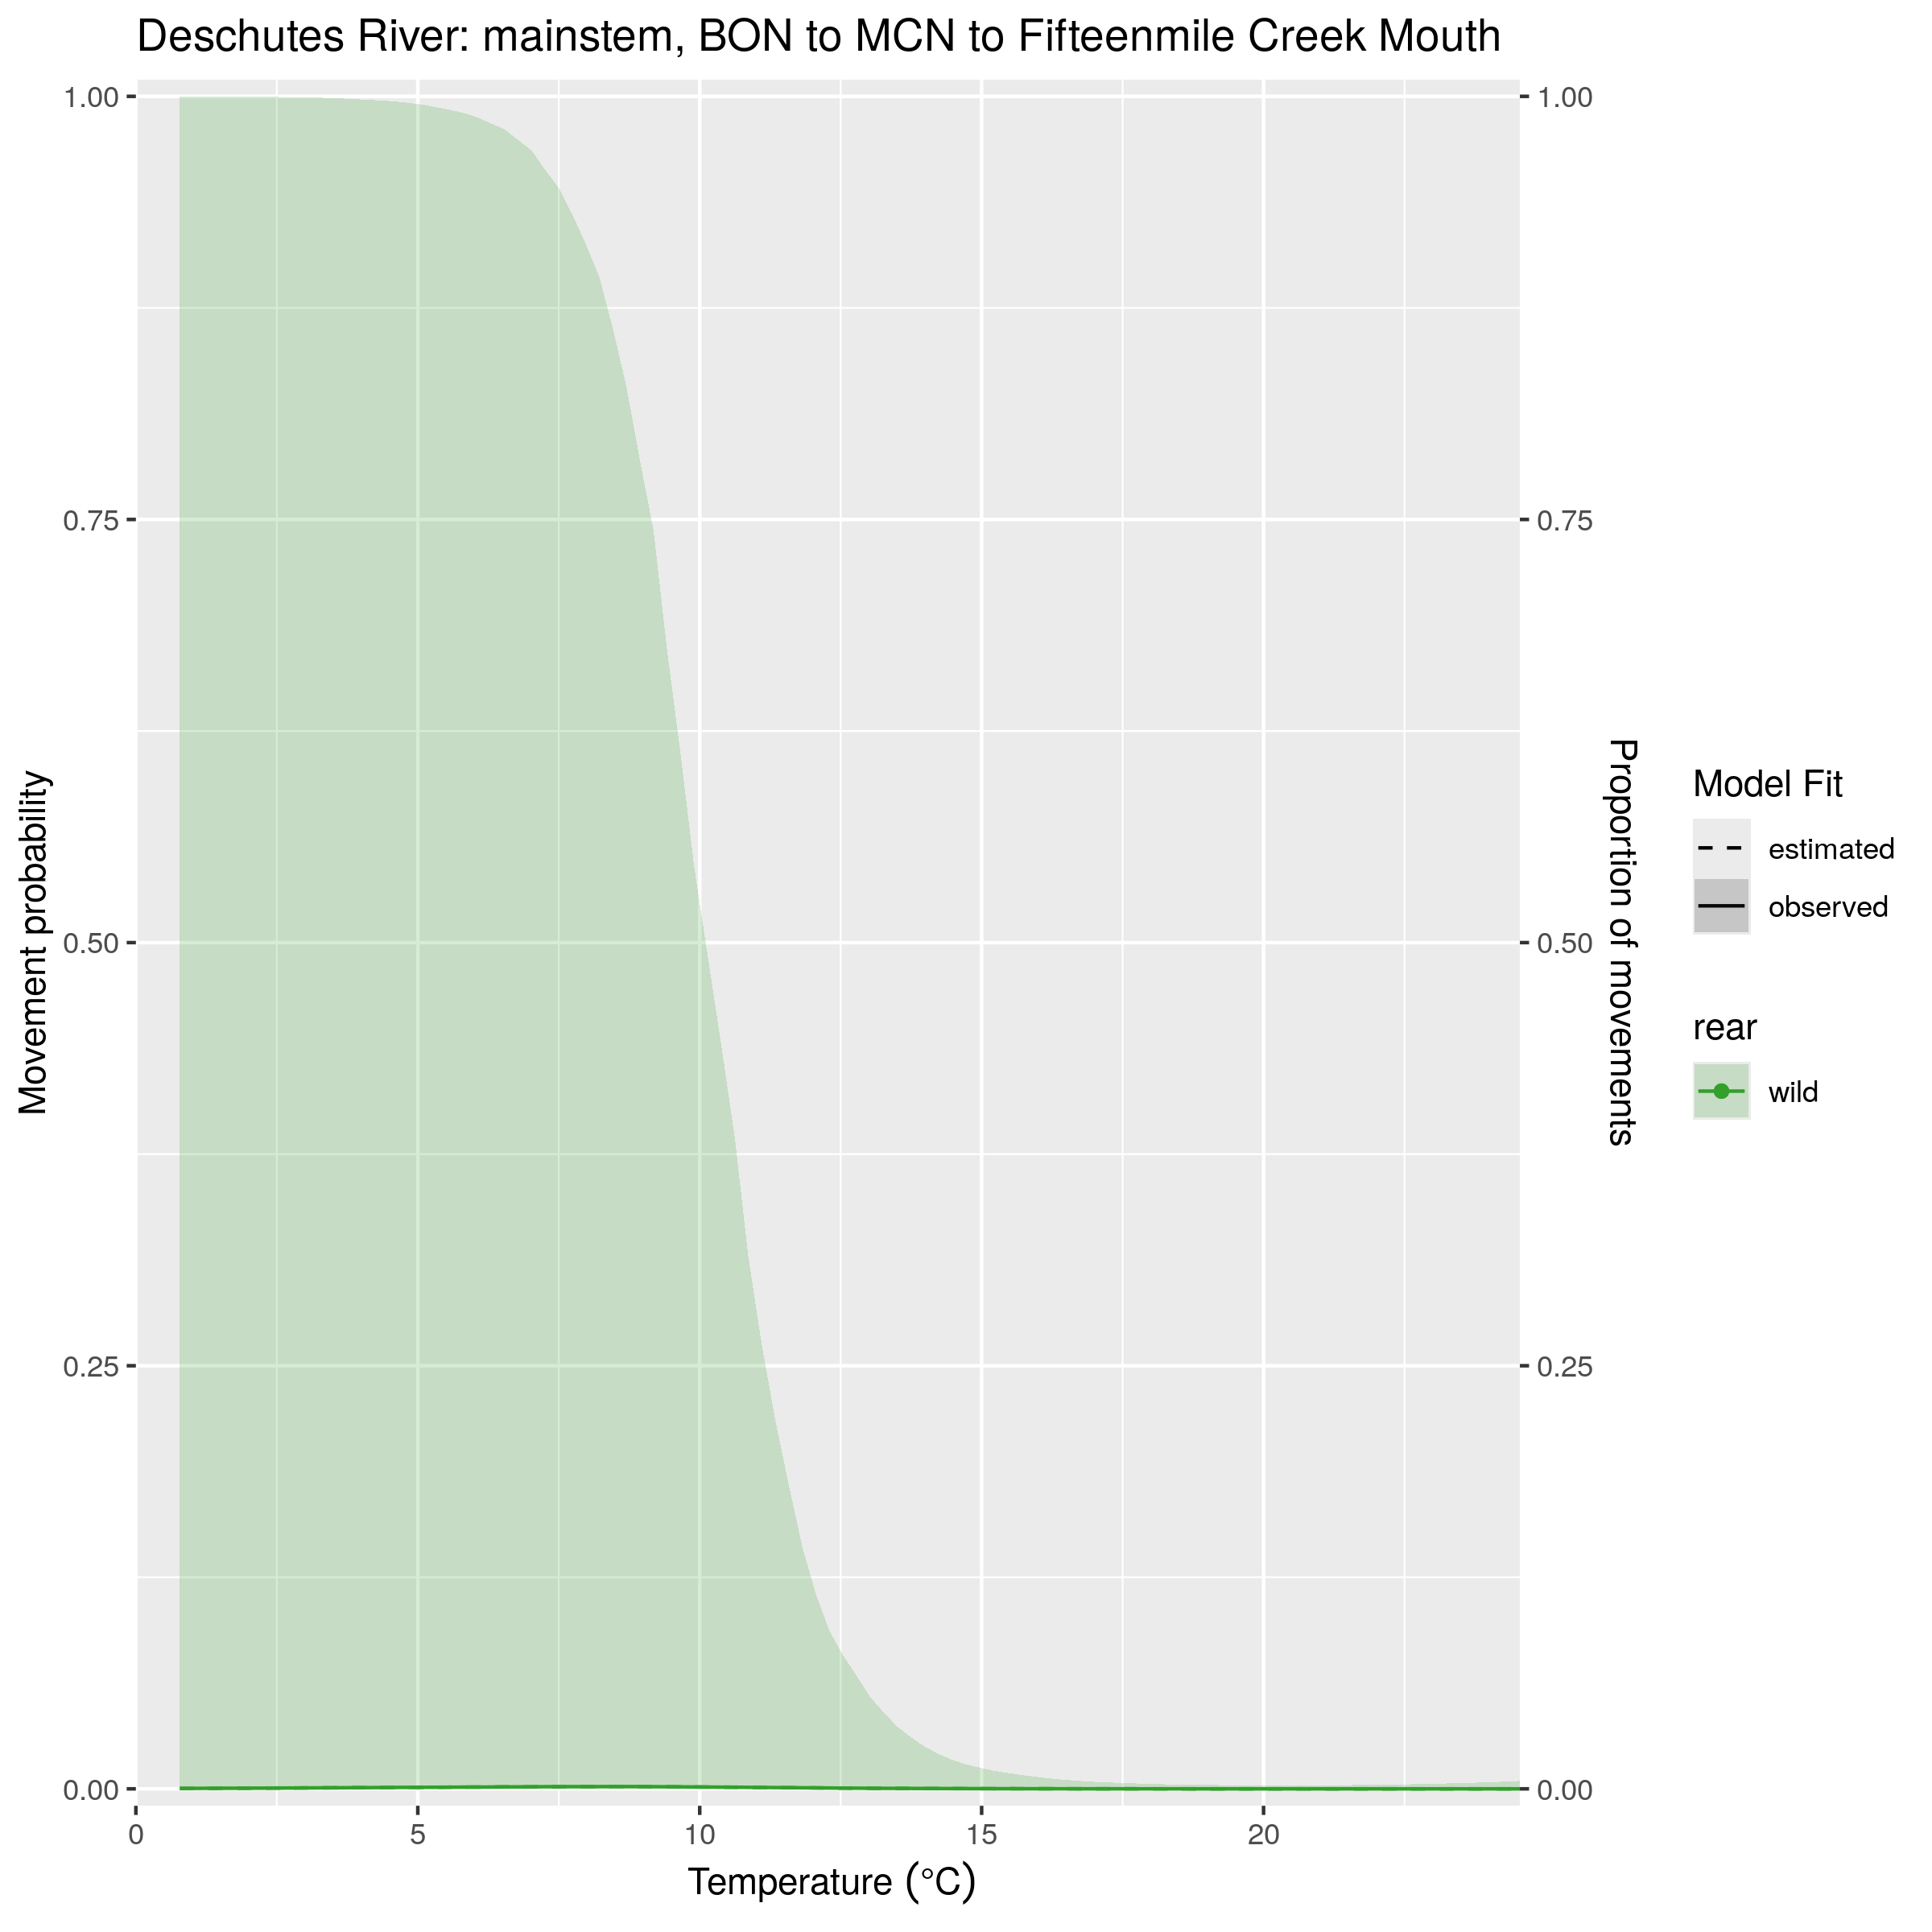 Deschutes River: mainstem, BON to MCN to Fifteenmile Creek Mouth
Movement probability
1.00
0.75
0.50
0.25
0.00
0
5
10
15
20
Temperature (°C)
1.00
0.75
0.50
0.25
0.00
Proportion of movements
Model Fit
estimated
observed
rear
wild